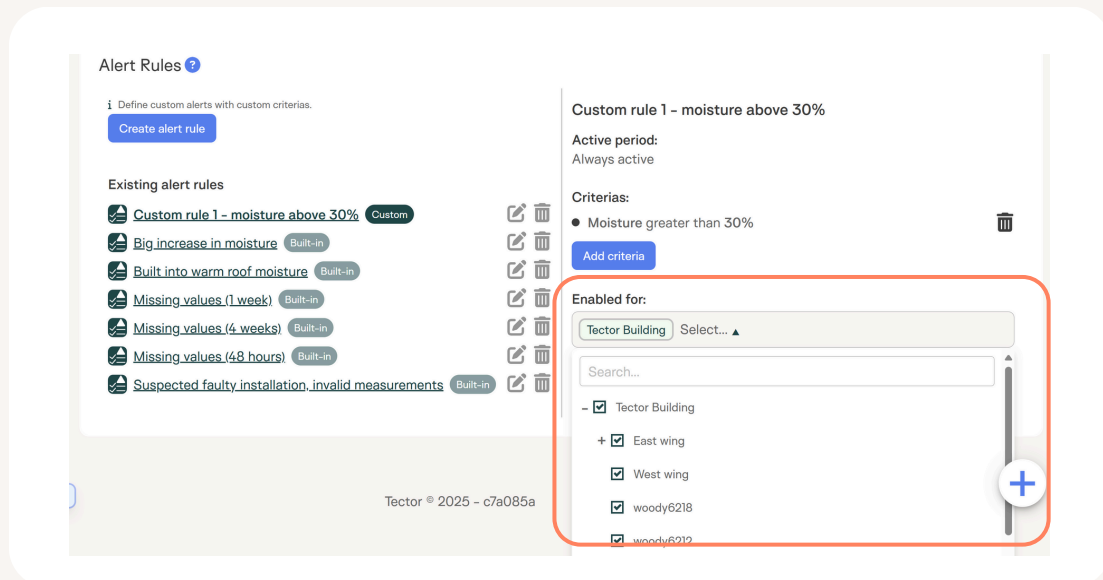 Alert Rules ?
i Define custom alerts with custom criterias.
Create alert rule
Existing alert rules
Custom rule 1 - moisture above 30% Custom
Big increase in moisture Built-in
Built into warm roof moisture Built-in
Missing values (1 week) Built-in
Missing values (4 weeks) Built-in
Missing values (48 hours) Built-in
Suspected faulty installation, invalid measurements Built-in
Custom rule 1 - moisture above 30%
Active period:
Always active
Criterias:
Moisture greater than 30%
Add criteria
Enabled for:
Tector Building Select...
Search...
Tector Building
East wing
West wing
woody6218
woody6212
Tector © 2025 - c7a085a